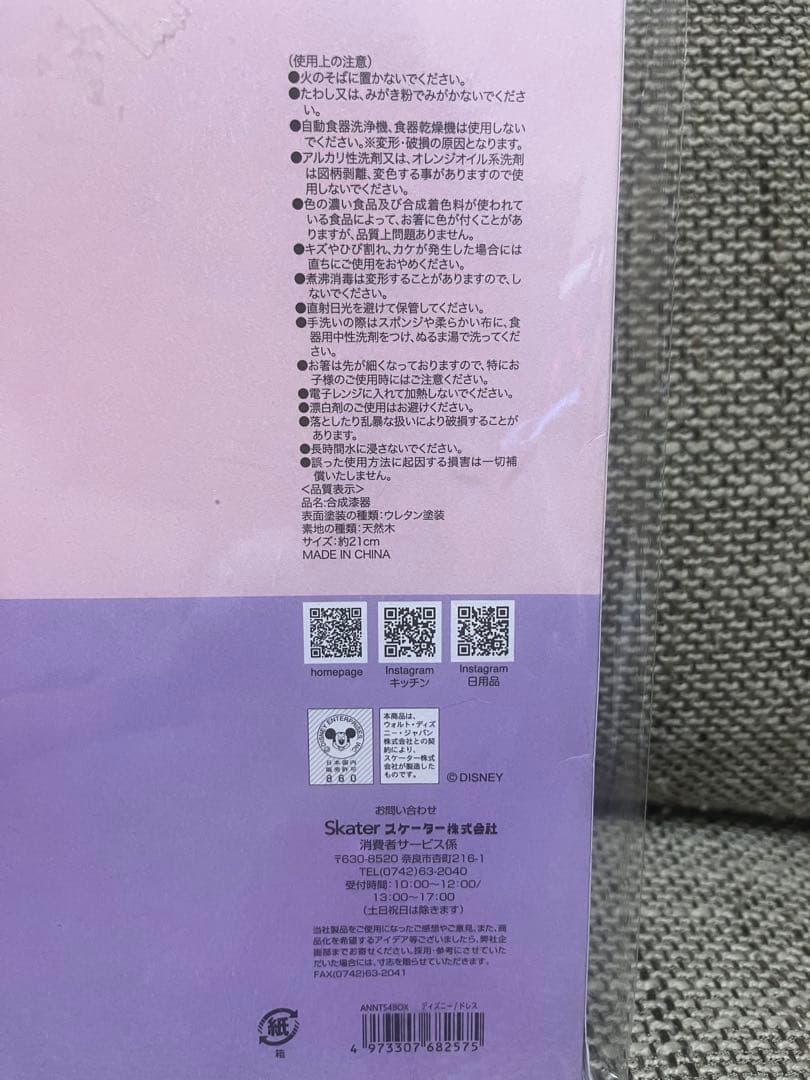 (使用上の注意)
●火のそばに置かないでください。
●たわし又は、みがき粉でみがかないでくださ
い。
●自動食器洗浄機、食器乾燥機は使用しない
でください。※変形・破損の原因となります。
●アルカリ性洗剤又は、オレンジオイル系洗剤
は図柄剥離、変色する事がありますので使
用しないでください。
●色の濃い食品及び合成着色料が使われて
いる食品によって、お箸に色が付くことがあ
りますが、品質上問題ありません。
●キズやひび割れ、カケが発生した場合には
直ちにご使用をおやめください。
●煮沸消毒は変形することがありますので、し
ないでください。
●直射日光を避けて保管してください。
●手洗いの際はスポンジや柔らかい布に、食
器用中性洗剤をつけ、ぬるま湯で洗ってくだ
さい。
●お箸は先が細くなっておりますので、特にお
子様のご使用時にはご注意ください。
●電子レンジに入れて加熱しないでください。
●漂白剤のご使用はお避けください。
●落としたり乱暴な扱いにより破損することが
あります。
●長時間水に浸さないでください。
●誤った使用方法に起因する損害は一切補
償いたしません。
<品質表示>
品名:合成漆器
表面塗装の種類:ウレタン塗装
素地の種類:天然木
サイズ:約21cm
MADE IN CHINA
homepage
Instagram
キッチン
Instagram
日用品
©DISNEY ENTERPRISES, INC.
日本国内
販売許可
860
本商品は、
ウォルト・ディズ
ニー・ジャパン
株式会社との契
約により、
スケーター株式
会社が製造した
ものです。
©DISNEY
お問い合わせ
Skater スケーター株式会社
消費者サービス係
〒630-8520 奈良市杏町216-1
TEL(0742)63-2040
受付時間:10:00～12:00/
13:00～17:00
(土日祝日は除きます)
当社製品をご使用になったご感想やご意見、また、商
品化を希望するアイデア等ございましたら、弊社企
画部までお寄せください。採用・参考にさせていた
だいた場合には、寸志を贈らせていただきます。
FAX(0742)63-2041
ANNT54BOX ディズニー/ドレス
4 973307 682575
紙
箱